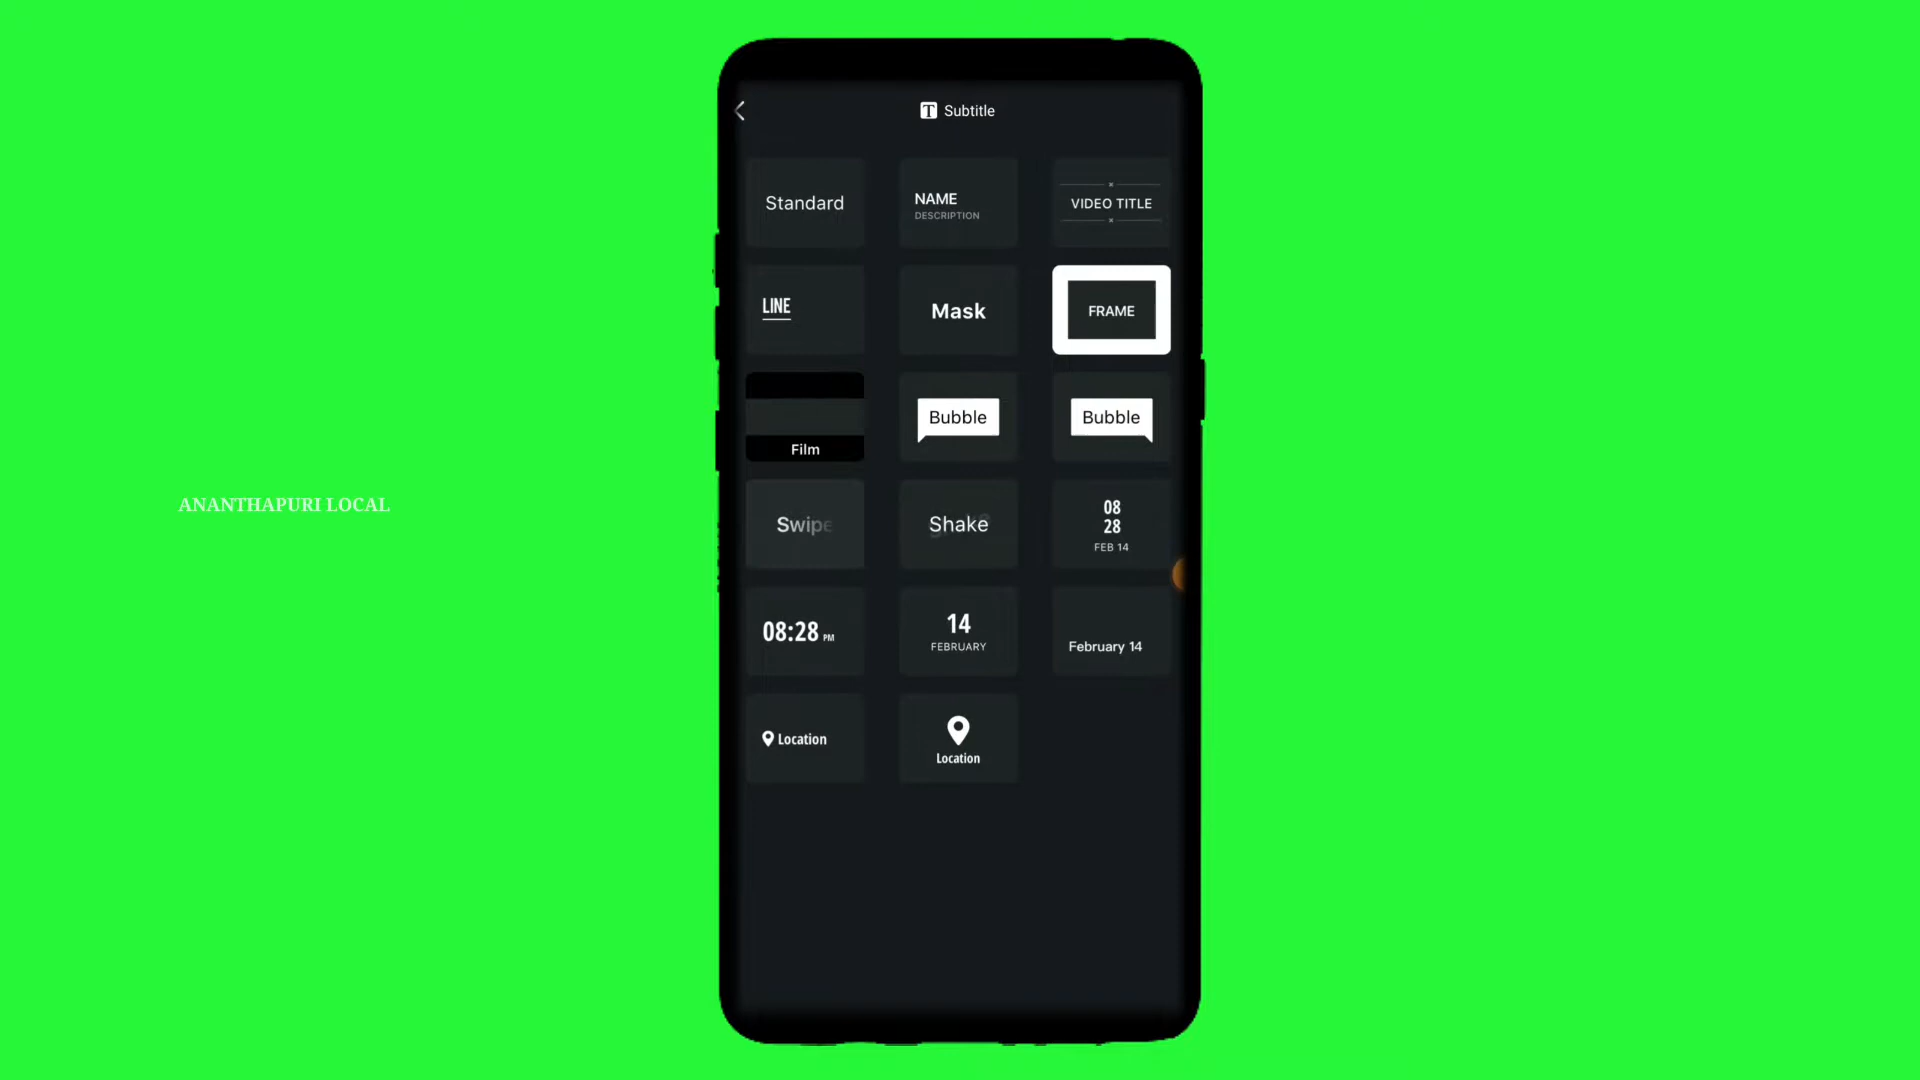 T Subtitle
Standard
NAME
DESCRIPTION
VIDEO TITLE
LINE
Mask
FRAME
Film
Bubble
Bubble
Swipe
Shake
08
28
FEB 14
08:28 PM
14
FEBRUARY
February 14
Location
Location
ANANTHAPURI LOCAL